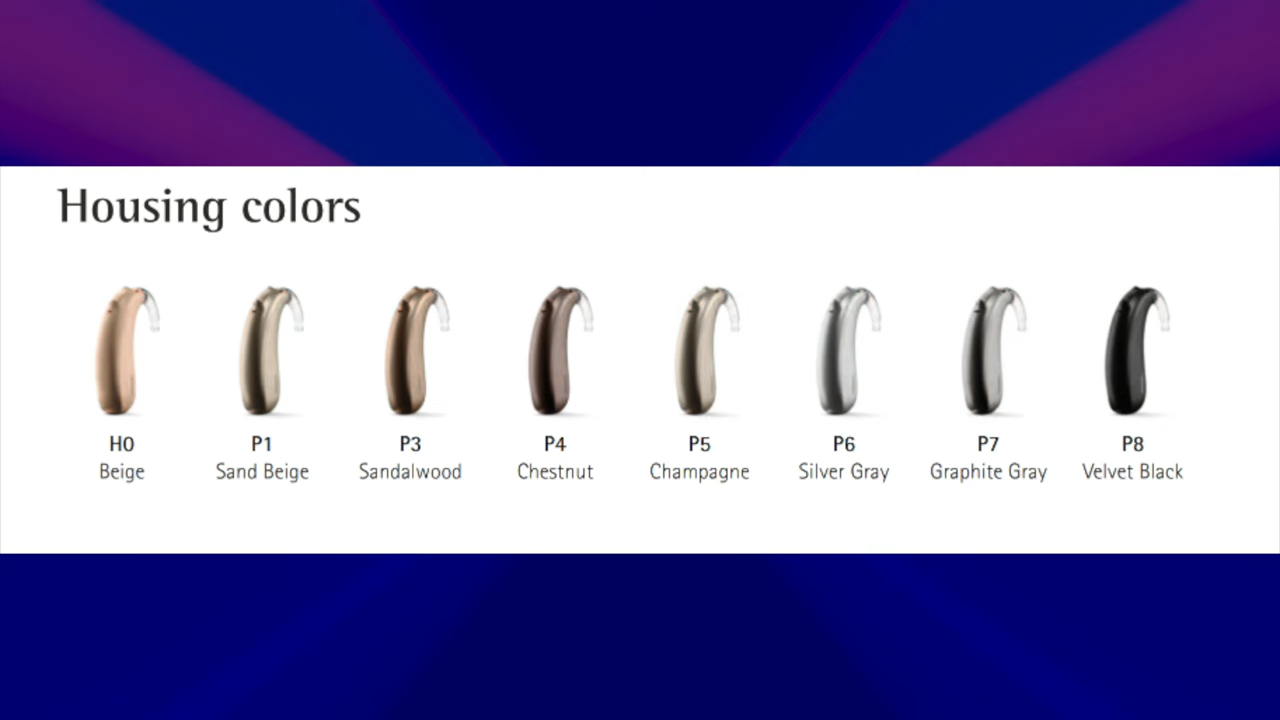 Housing colors
H0 P1 P3 P4 P5 P6 P7 P8
Beige Sand Beige Sandalwood Chestnut Champagne Silver Gray Graphite Gray Velvet Black